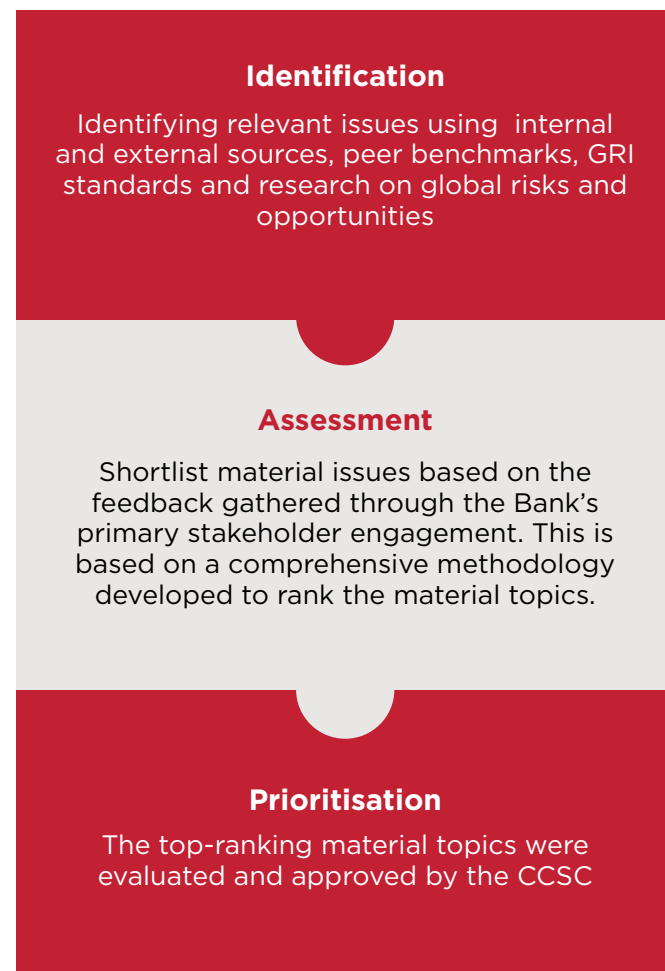 Identification
Identifying relevant issues using  internal
and external sources, peer benchmarks, GRI
standards and research on global risks and
opportunities
Assessment
Shortlist material issues based on the
feedback gathered through the Bank’s
primary stakeholder engagement. This is
based on a comprehensive methodology
developed to rank the material topics.
Prioritisation
The top-ranking material topics were
evaluated and approved by the CCSC